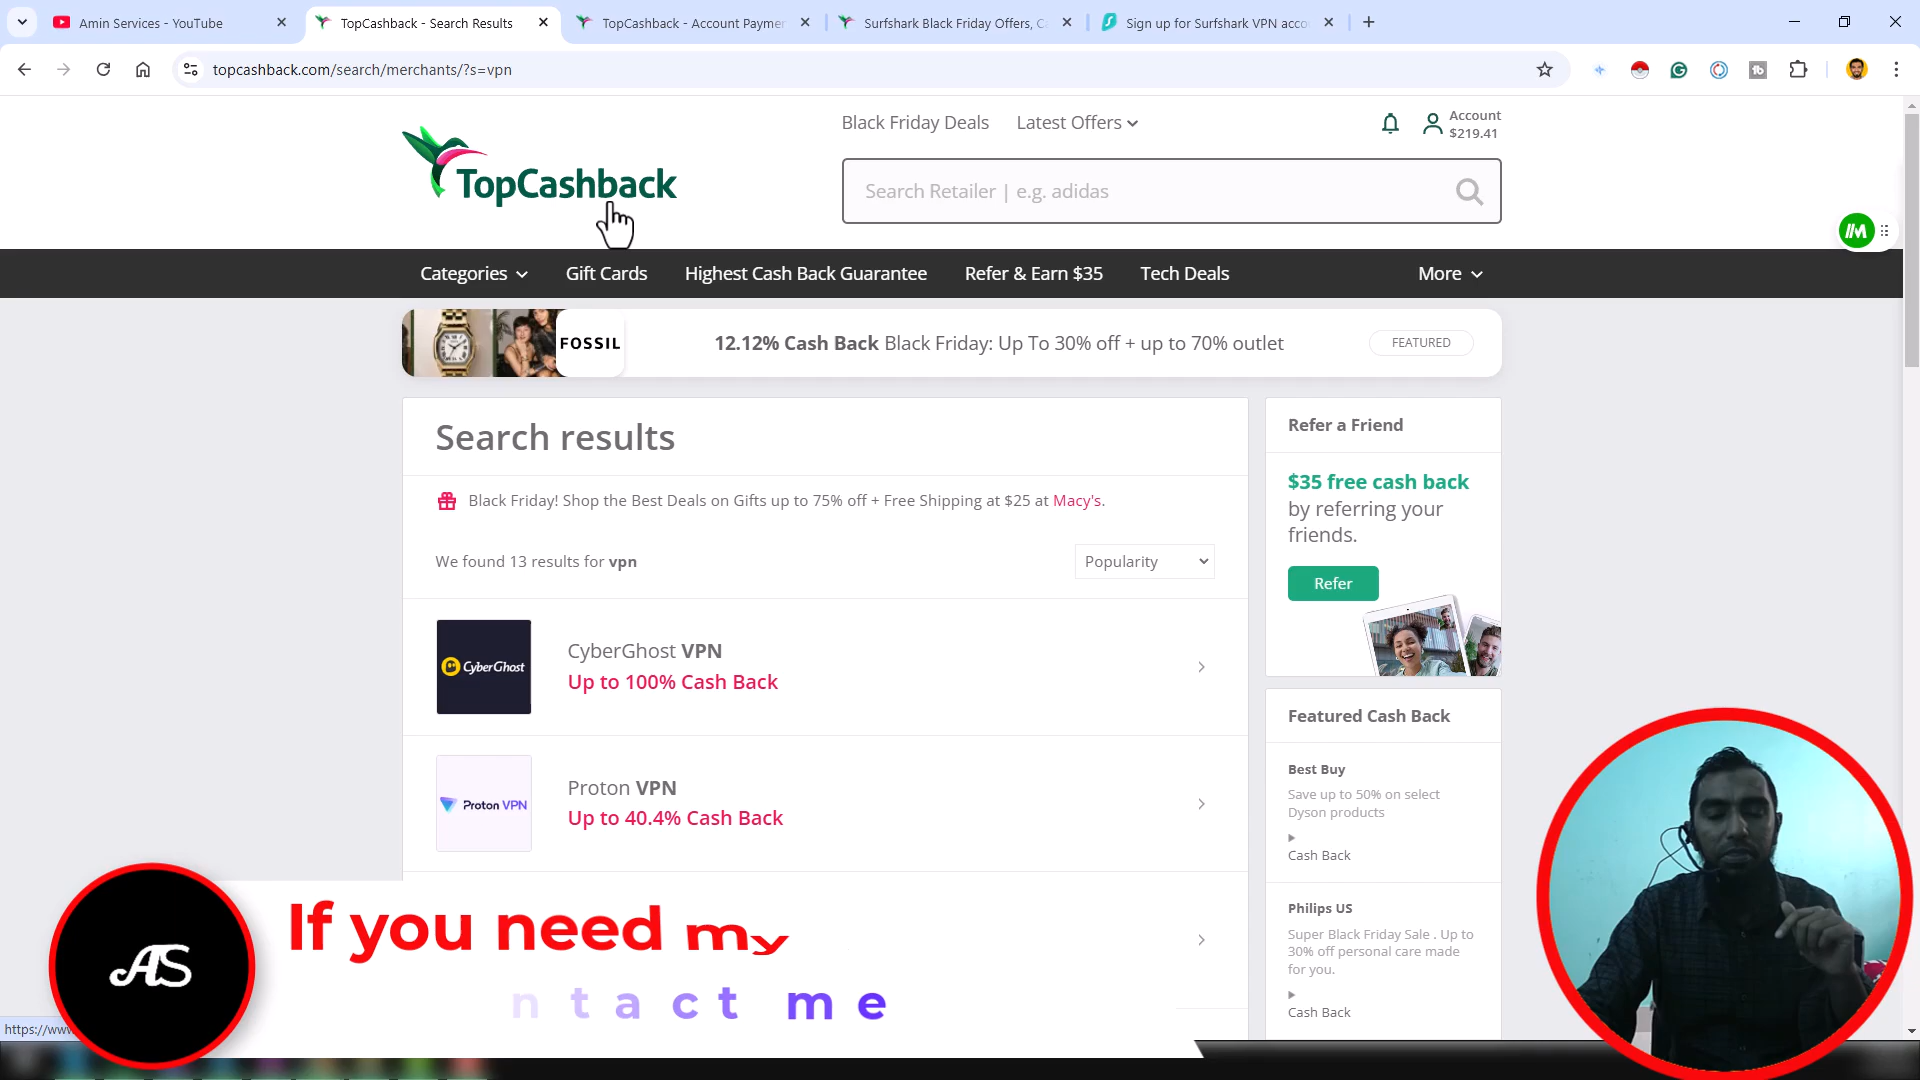 Amin Services - YouTube
TopCashback - Search Results
TopCashback - Account Paymen
Surfshark Black Friday Offers, C
Sign up for Surfshark VPN acco
topcashback.com/search/merchants/?s=vpn
TopCashback
Black Friday Deals
Latest Offers
Account
$219.41
Search Retailer | e.g. adidas
Categories
Gift Cards
Highest Cash Back Guarantee
Refer & Earn $35
Tech Deals
More
FOSSIL
12.12% Cash Back Black Friday: Up To 30% off + up to 70% outlet
FEATURED
Search results
Black Friday! Shop the Best Deals on Gifts up to 75% off + Free Shipping at $25 at Macy's.
We found 13 results for vpn
Popularity
CyberGhost
CyberGhost VPN
Up to 100% Cash Back
Proton VPN
Proton VPN
Up to 40.4% Cash Back
Refer a Friend
$35 free cash back
by referring your
friends.
Refer
Featured Cash Back
Best Buy
Save up to 50% on select
Dyson products
Cash Back
Philips US
Super Black Friday Sale . Up to
30% off personal care made
for you.
Cash Back
AS
If you need my
ntact me
https://www